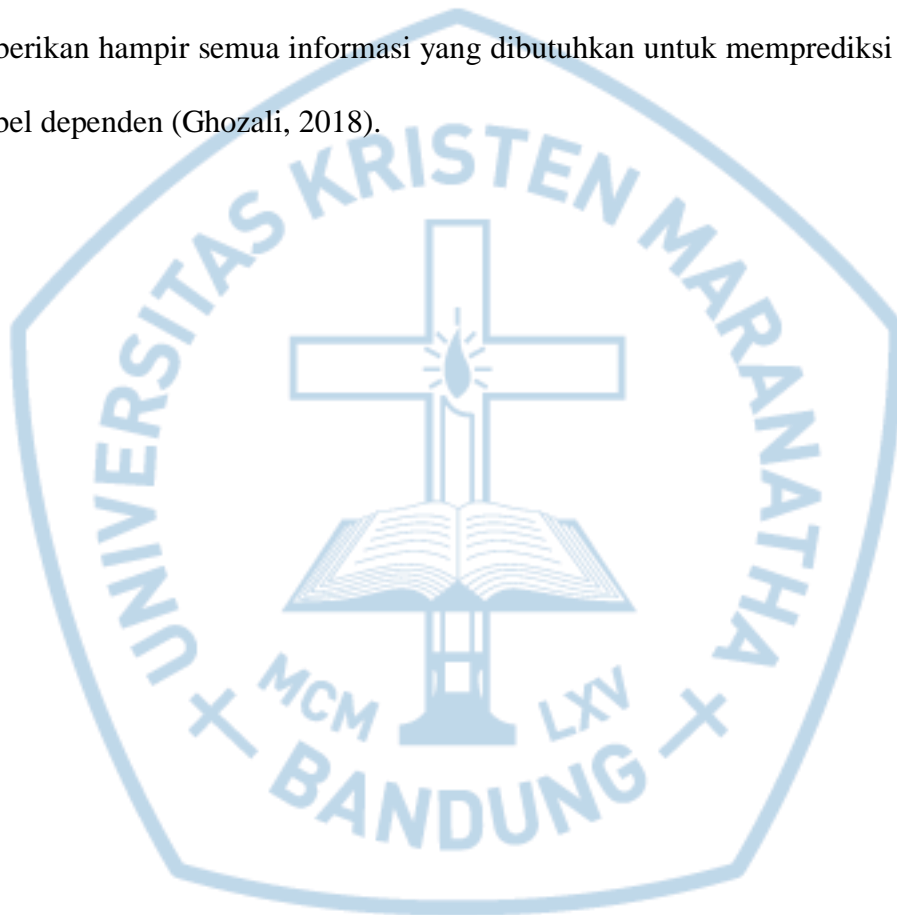 berikan hampir semua informasi yang dibutuhkan untuk memprediksi
bel dependen (Ghozali, 2018).
UNIVERSITAS KRISTEN MARANATHA
MCM LXV
+ BANDUNG +